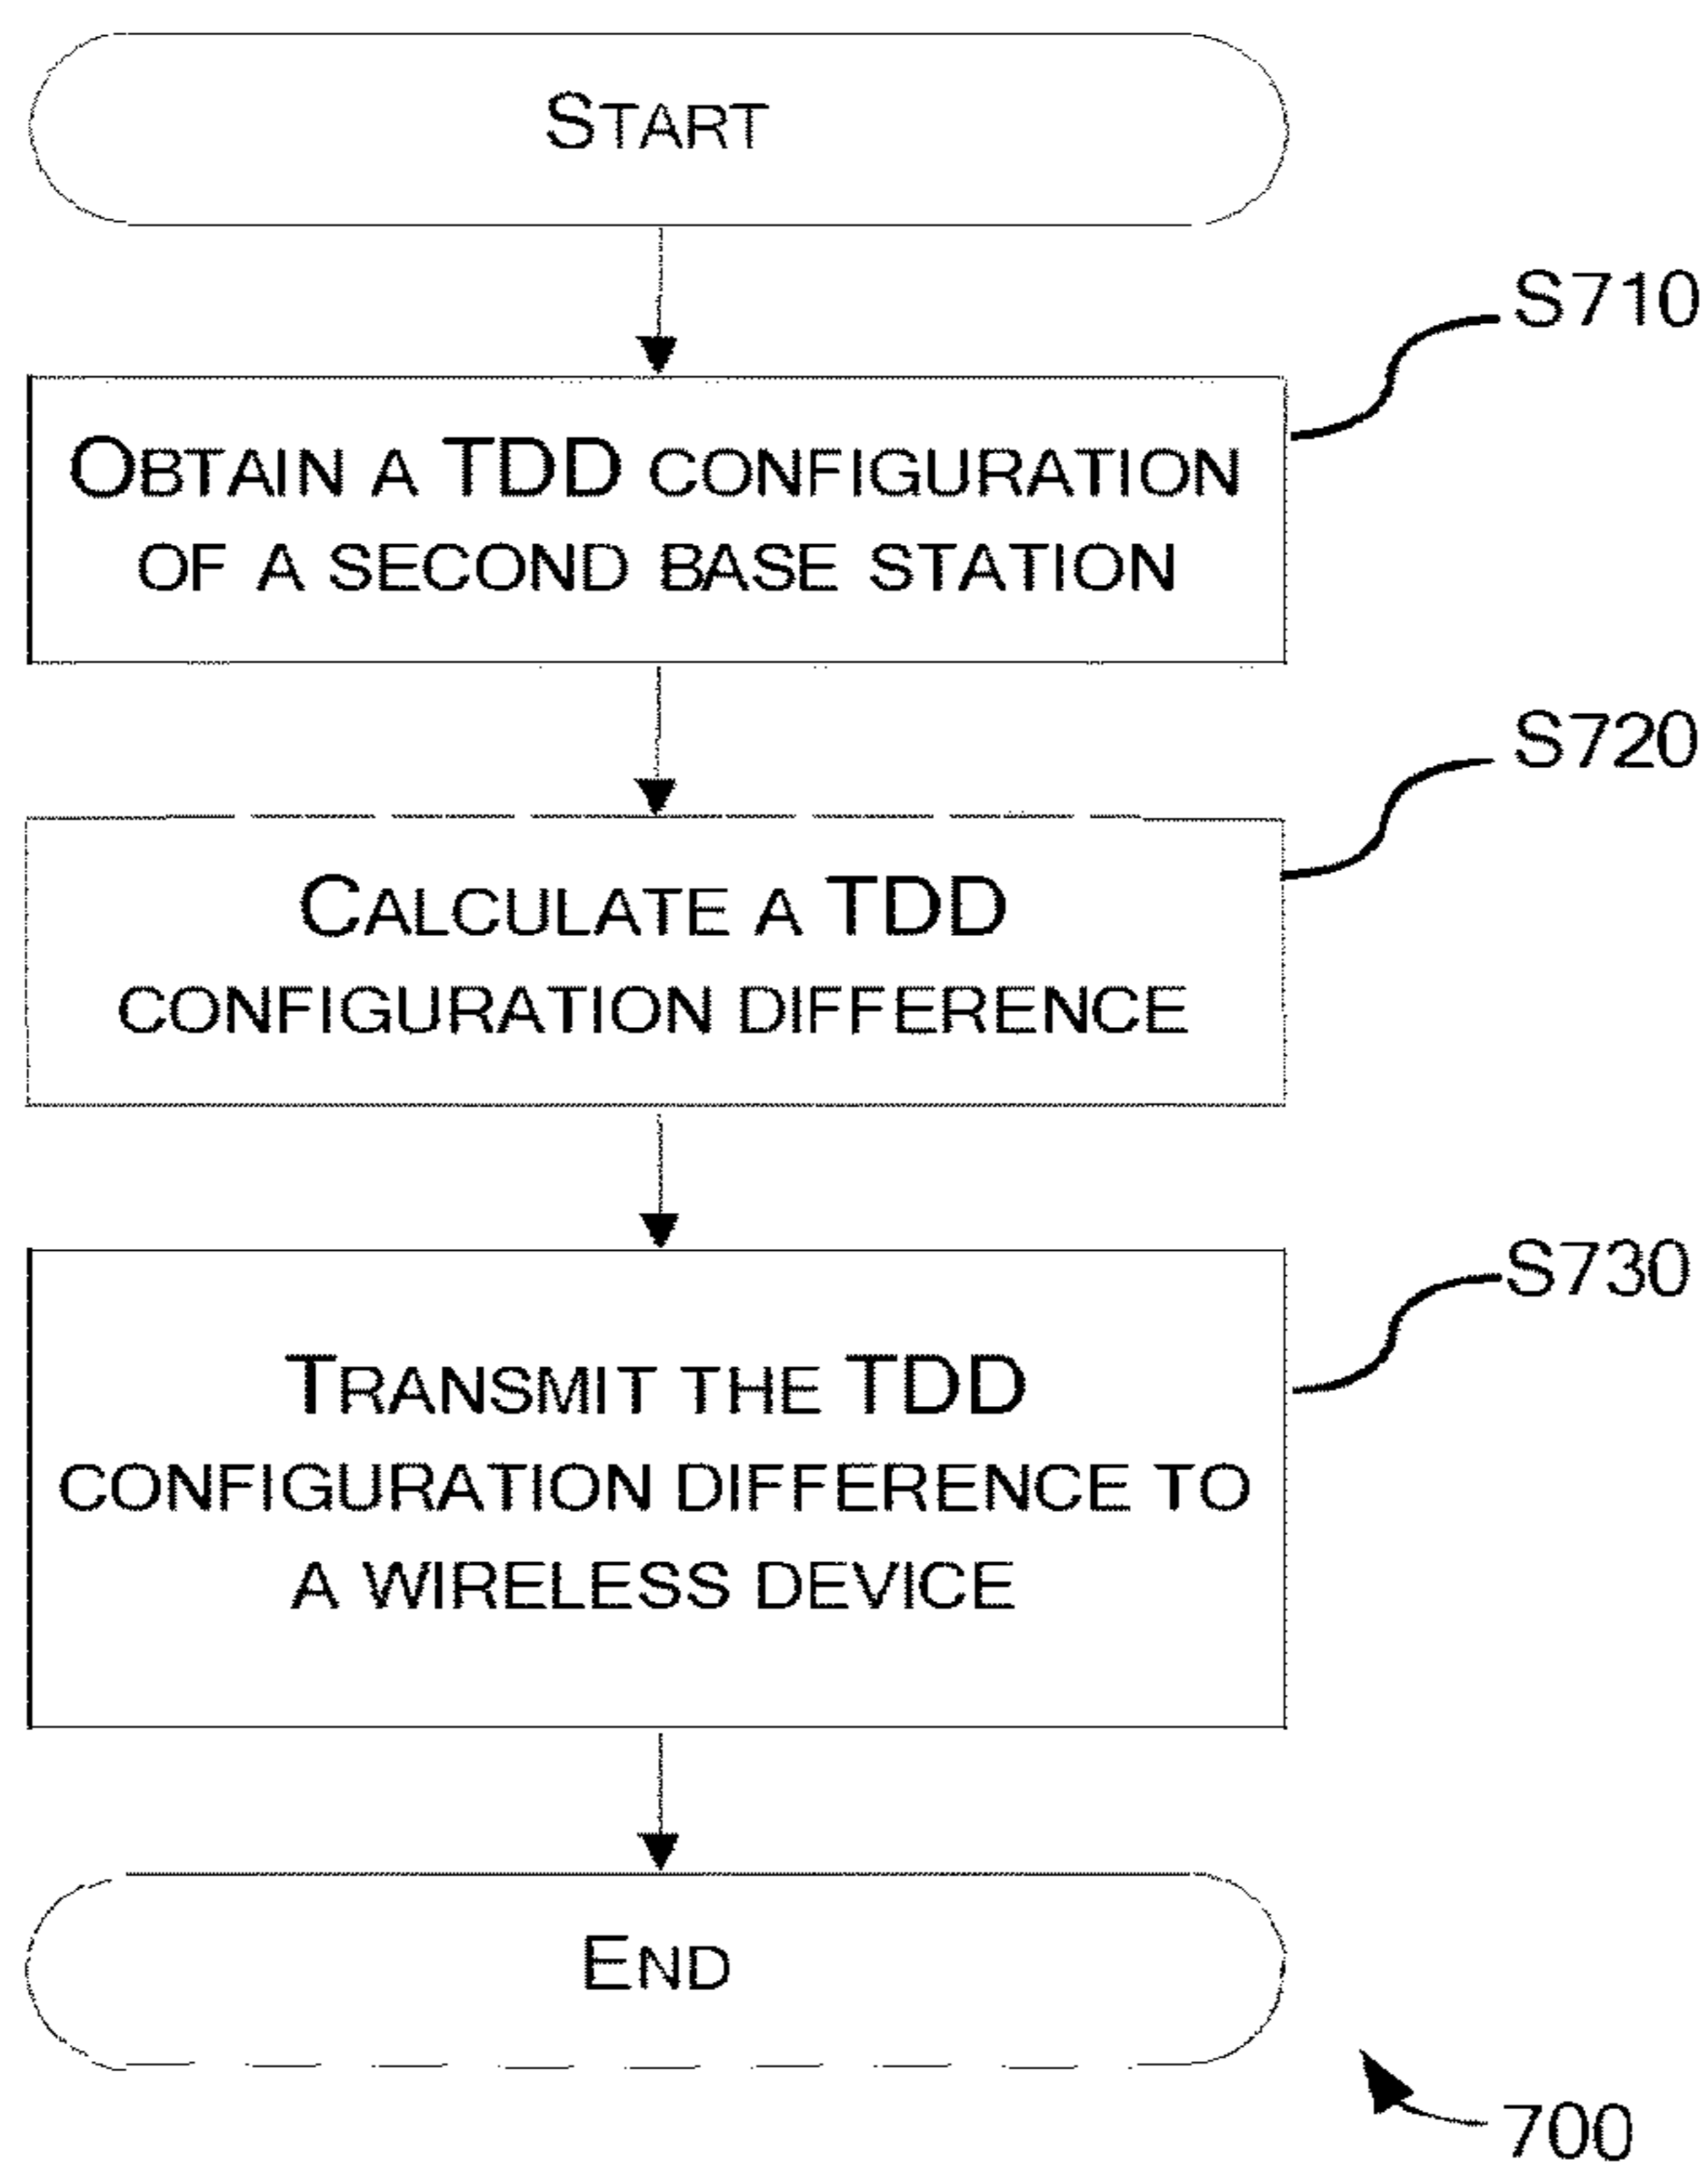 START
S710
OBTAIN A TDD CONFIGURATION
OF A SECOND BASE STATION
S720
CALCULATE A TDD
CONFIGURATION DIFFERENCE
S730
TRANSMIT THE TDD
CONFIGURATION DIFFERENCE TO
A WIRELESS DEVICE
END
700